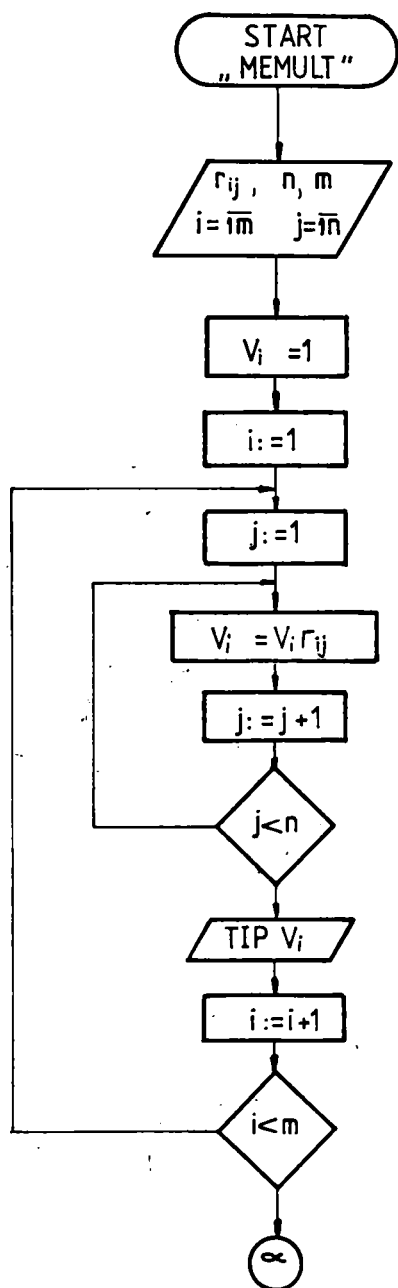 START
„MEMULT"
rij, n, m
i=1m j=1n
Vi =1
i:=1
j:=1
Vi =Vi rij
j:=j+1
j<n
TIP Vi
i:=i+1
i<m
α